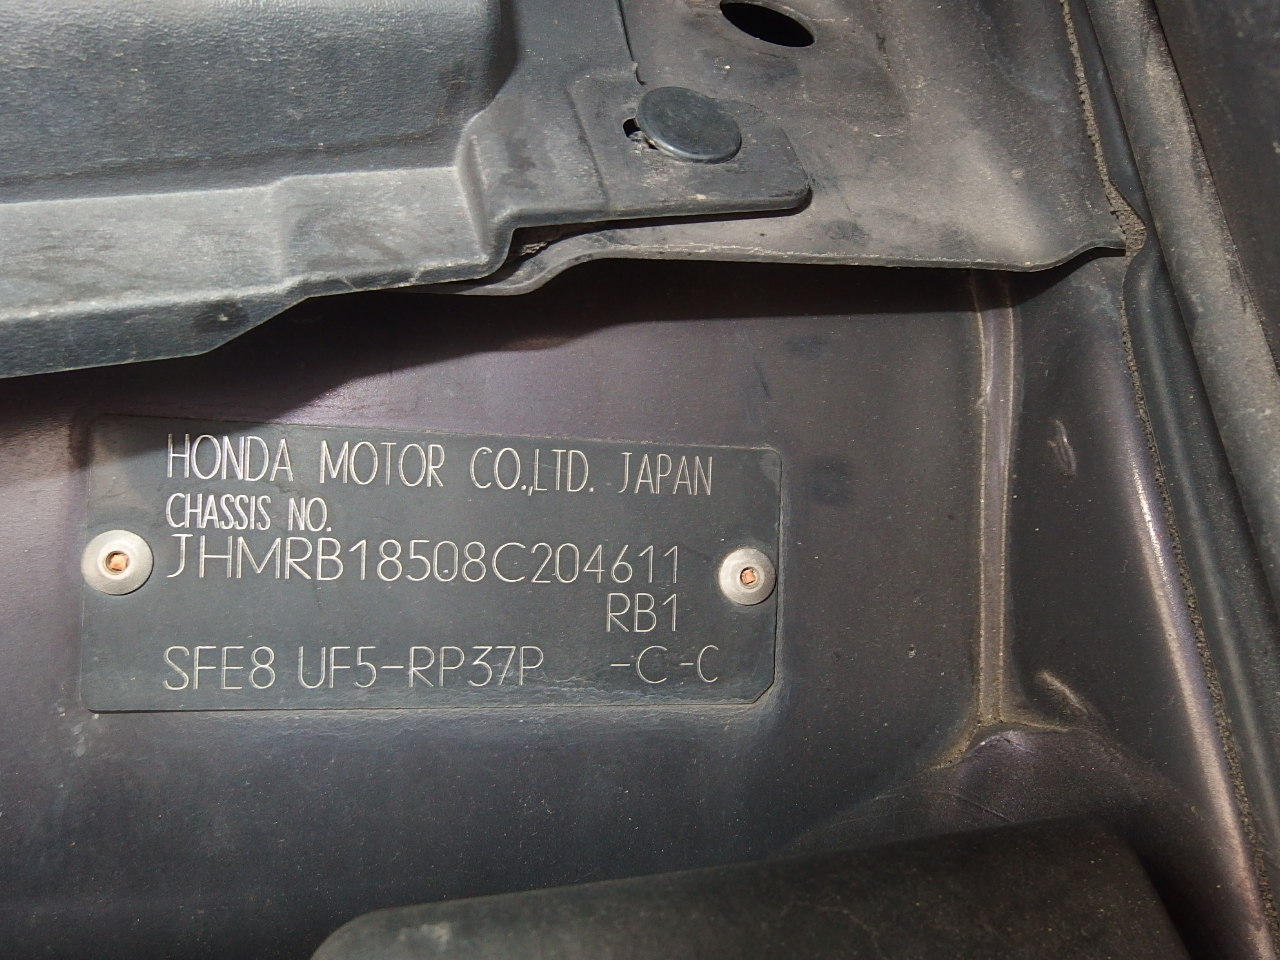 HONDA MOTOR CO.,LTD. JAPAN
CHASSIS NO.
JHMRB18508C204611
RB1
SFE8 UF5-RP37P -C -C